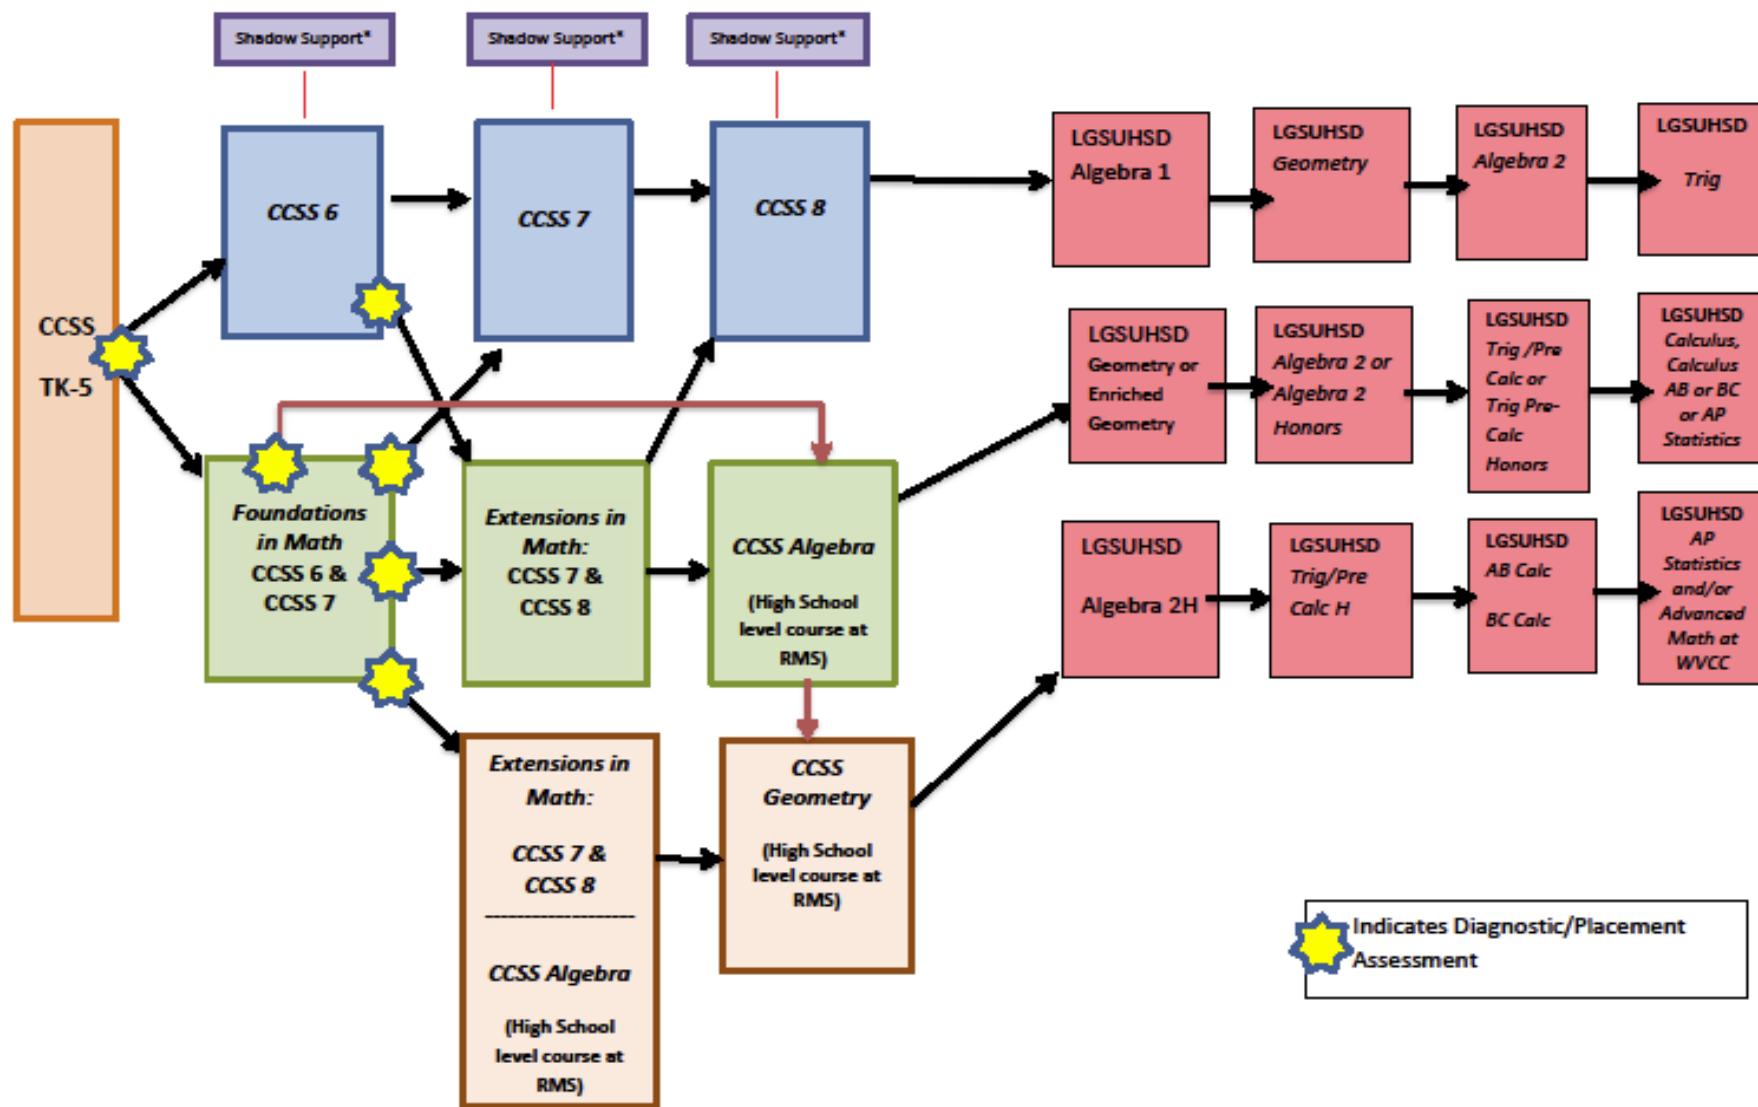 Shadow Support*
Shadow Support*
Shadow Support*
CCSS
TK-5
CCSS 6
CCSS 7
CCSS 8
LGSUHSD
Algebra 1
LGSUHSD
Geometry
LGSUHSD
Algebra 2
LGSUHSD
Trig
Foundations
in Math
CCSS 6 &
CCSS 7
Extensions in
Math:
CCSS 7 &
CCSS 8
CCSS Algebra
(High School
level course at
RMS)
LGSUHSD
Geometry or
Enriched
Geometry
LGSUHSD
Algebra 2 or
Algebra 2
Honors
LGSUHSD
Trig /Pre
Calc or
Trig Pre-
Calc
Honors
LGSUHSD
Calculus,
Calculus
AB or BC
or AP
Statistics
Extensions in
Math:
CCSS 7 &
CCSS 8
--------------------
CCSS Algebra
(High School
level course at
RMS)
CCSS
Geometry
(High School
level course at
RMS)
LGSUHSD
Algebra 2H
LGSUHSD
Trig/Pre
Calc H
LGSUHSD
AB Calc
BC Calc
LGSUHSD
AP
Statistics
and/or
Advanced
Math at
WVCC
Indicates Diagnostic/Placement
Assessment